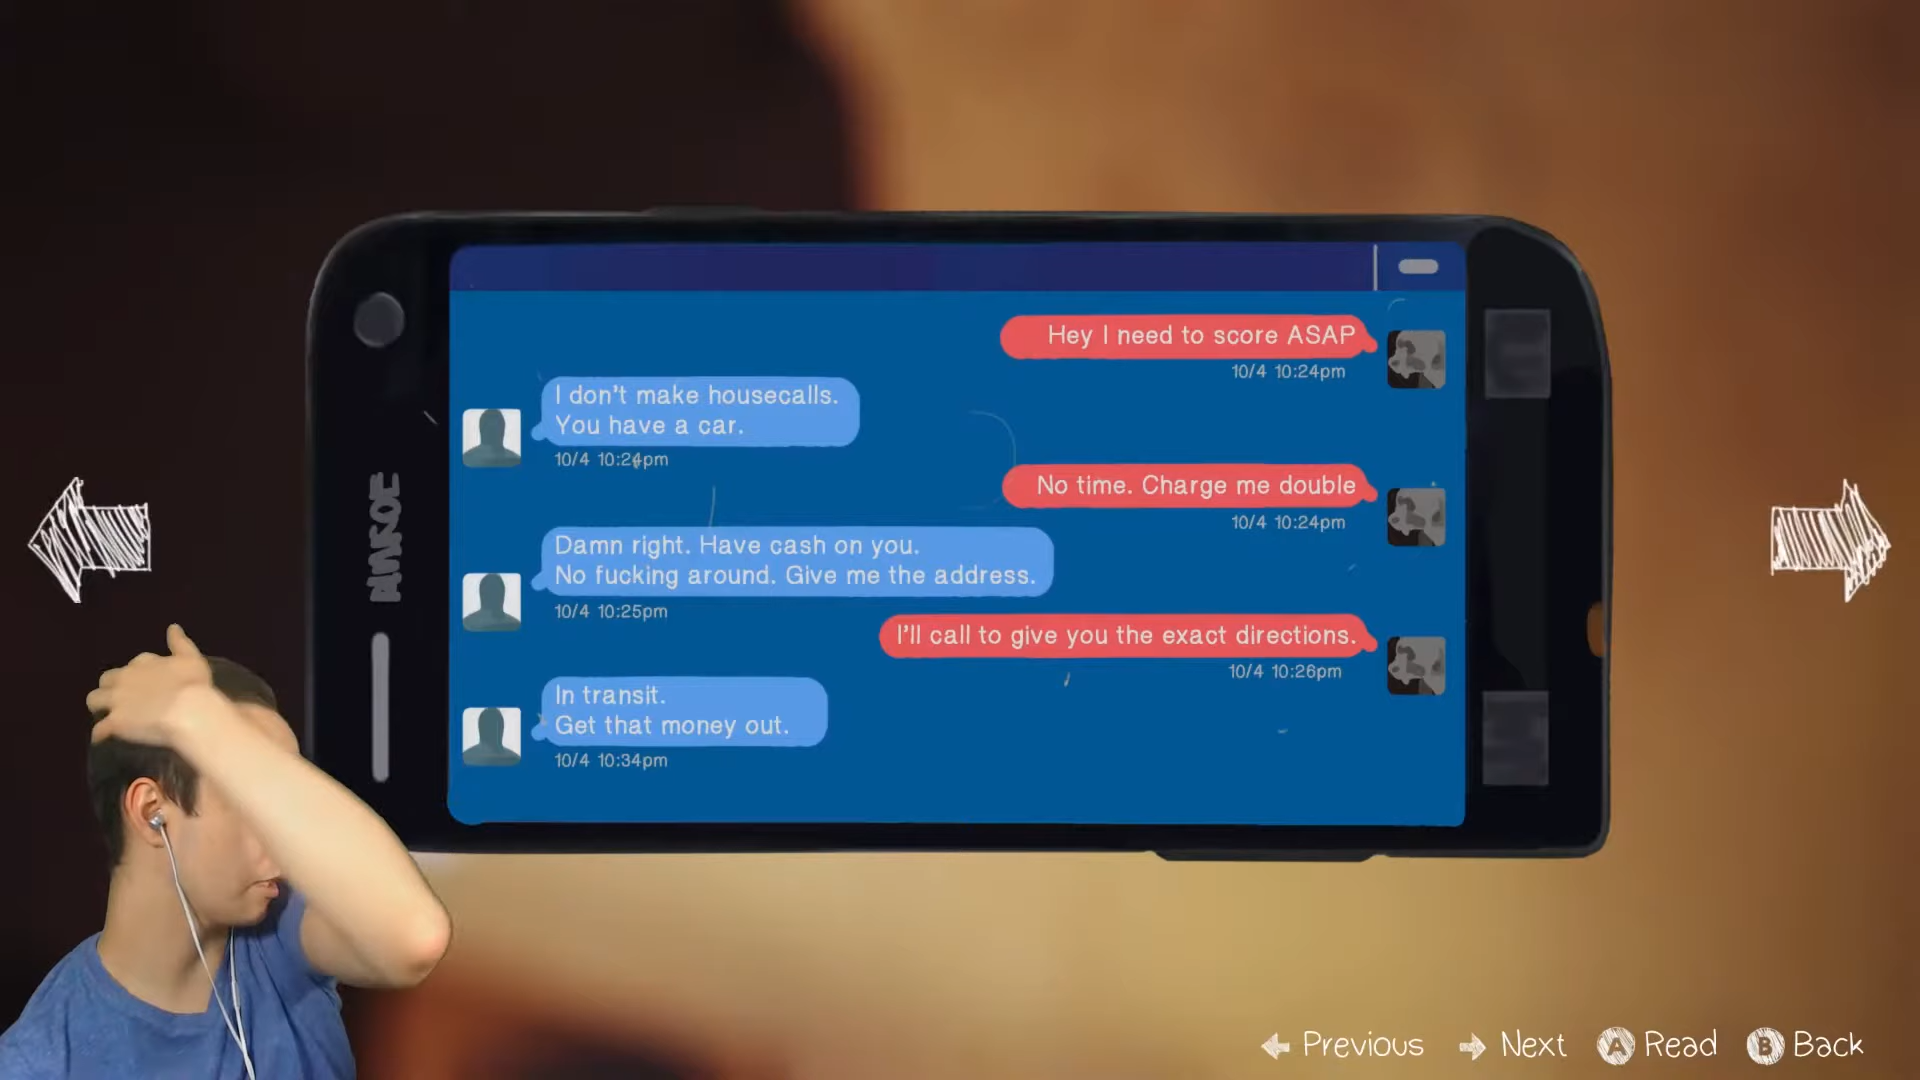 Hey I need to score ASAP
10/4 10:24pm
I don't make housecalls.
You have a car.
10/4 10:24pm
No time. Charge me double
10/4 10:24pm
Damn right. Have cash on you.
No fucking around. Give me the address.
10/4 10:25pm
I'll call to give you the exact directions.
10/4 10:26pm
In transit.
Get that money out.
10/4 10:34pm
Previous
Next
A Read
B Back